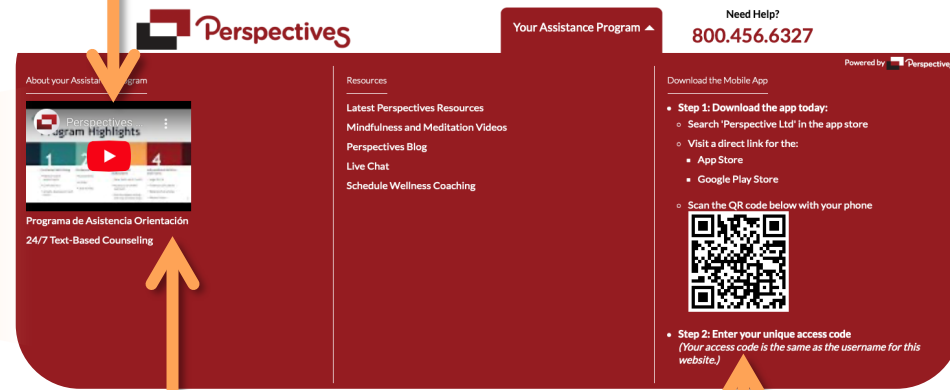 Perspectives
Your Assistance Program
Need Help?
800.456.6327
Powered by Perspective
About your Assista gram
Perspectives
gram Highlights
1 2 4
Programa de Asistencia Orientación
24/7 Text-Based Counseling
Resources
Latest Perspectives Resources
Mindfulness and Meditation Videos
Perspectives Blog
Live Chat
Schedule Wellness Coaching
Download the Mobile App
Step 1: Download the app today:
Search 'Perspective Ltd' in the app store
Visit a direct link for the:
App Store
Google Play Store
Scan the QR code below with your phone
Step 2: Enter your unique access code
(Your access code is the same as the username for this
website.)